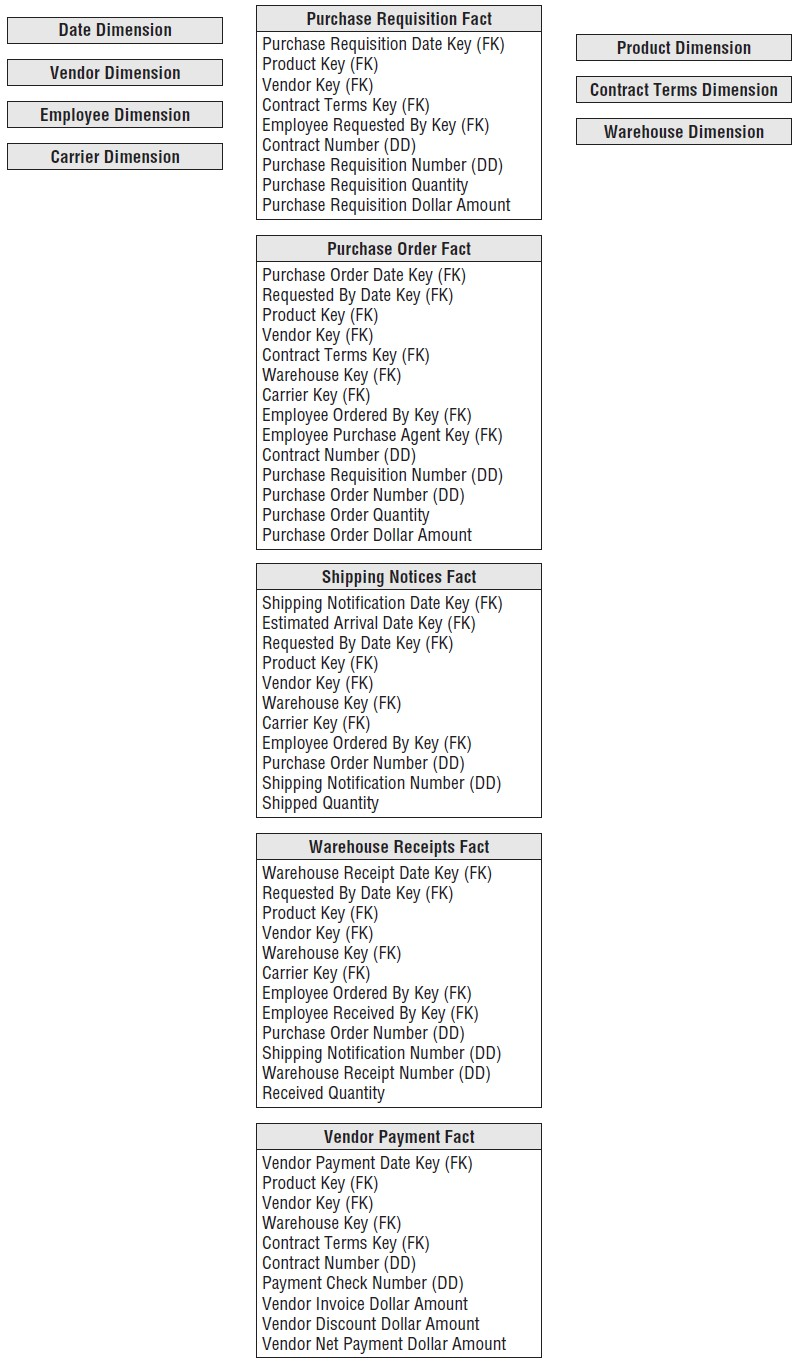 Date Dimension
Vendor Dimension
Employee Dimension
Carrier Dimension
Purchase Requisition Fact
Purchase Requisition Date Key (FK)
Product Key (FK)
Vendor Key (FK)
Contract Terms Key (FK)
Employee Requested By Key (FK)
Contract Number (DD)
Purchase Requisition Number (DD)
Purchase Requisition Quantity
Purchase Requisition Dollar Amount
Product Dimension
Contract Terms Dimension
Warehouse Dimension
Purchase Order Fact
Purchase Order Date Key (FK)
Requested By Date Key (FK)
Product Key (FK)
Vendor Key (FK)
Contract Terms Key (FK)
Warehouse Key (FK)
Carrier Key (FK)
Employee Ordered By Key (FK)
Employee Purchase Agent Key (FK)
Contract Number (DD)
Purchase Requisition Number (DD)
Purchase Order Number (DD)
Purchase Order Quantity
Purchase Order Dollar Amount
Shipping Notices Fact
Shipping Notification Date Key (FK)
Estimated Arrival Date Key (FK)
Requested By Date Key (FK)
Product Key (FK)
Vendor Key (FK)
Warehouse Key (FK)
Carrier Key (FK)
Employee Ordered By Key (FK)
Purchase Order Number (DD)
Shipping Notification Number (DD)
Shipped Quantity
Warehouse Receipts Fact
Warehouse Receipt Date Key (FK)
Requested By Date Key (FK)
Product Key (FK)
Vendor Key (FK)
Warehouse Key (FK)
Carrier Key (FK)
Employee Ordered By Key (FK)
Employee Received By Key (FK)
Purchase Order Number (DD)
Shipping Notification Number (DD)
Warehouse Receipt Number (DD)
Received Quantity
Vendor Payment Fact
Vendor Payment Date Key (FK)
Product Key (FK)
Vendor Key (FK)
Warehouse Key (FK)
Contract Terms Key (FK)
Contract Number (DD)
Payment Check Number (DD)
Vendor Invoice Dollar Amount
Vendor Discount Dollar Amount
Vendor Net Payment Dollar Amount